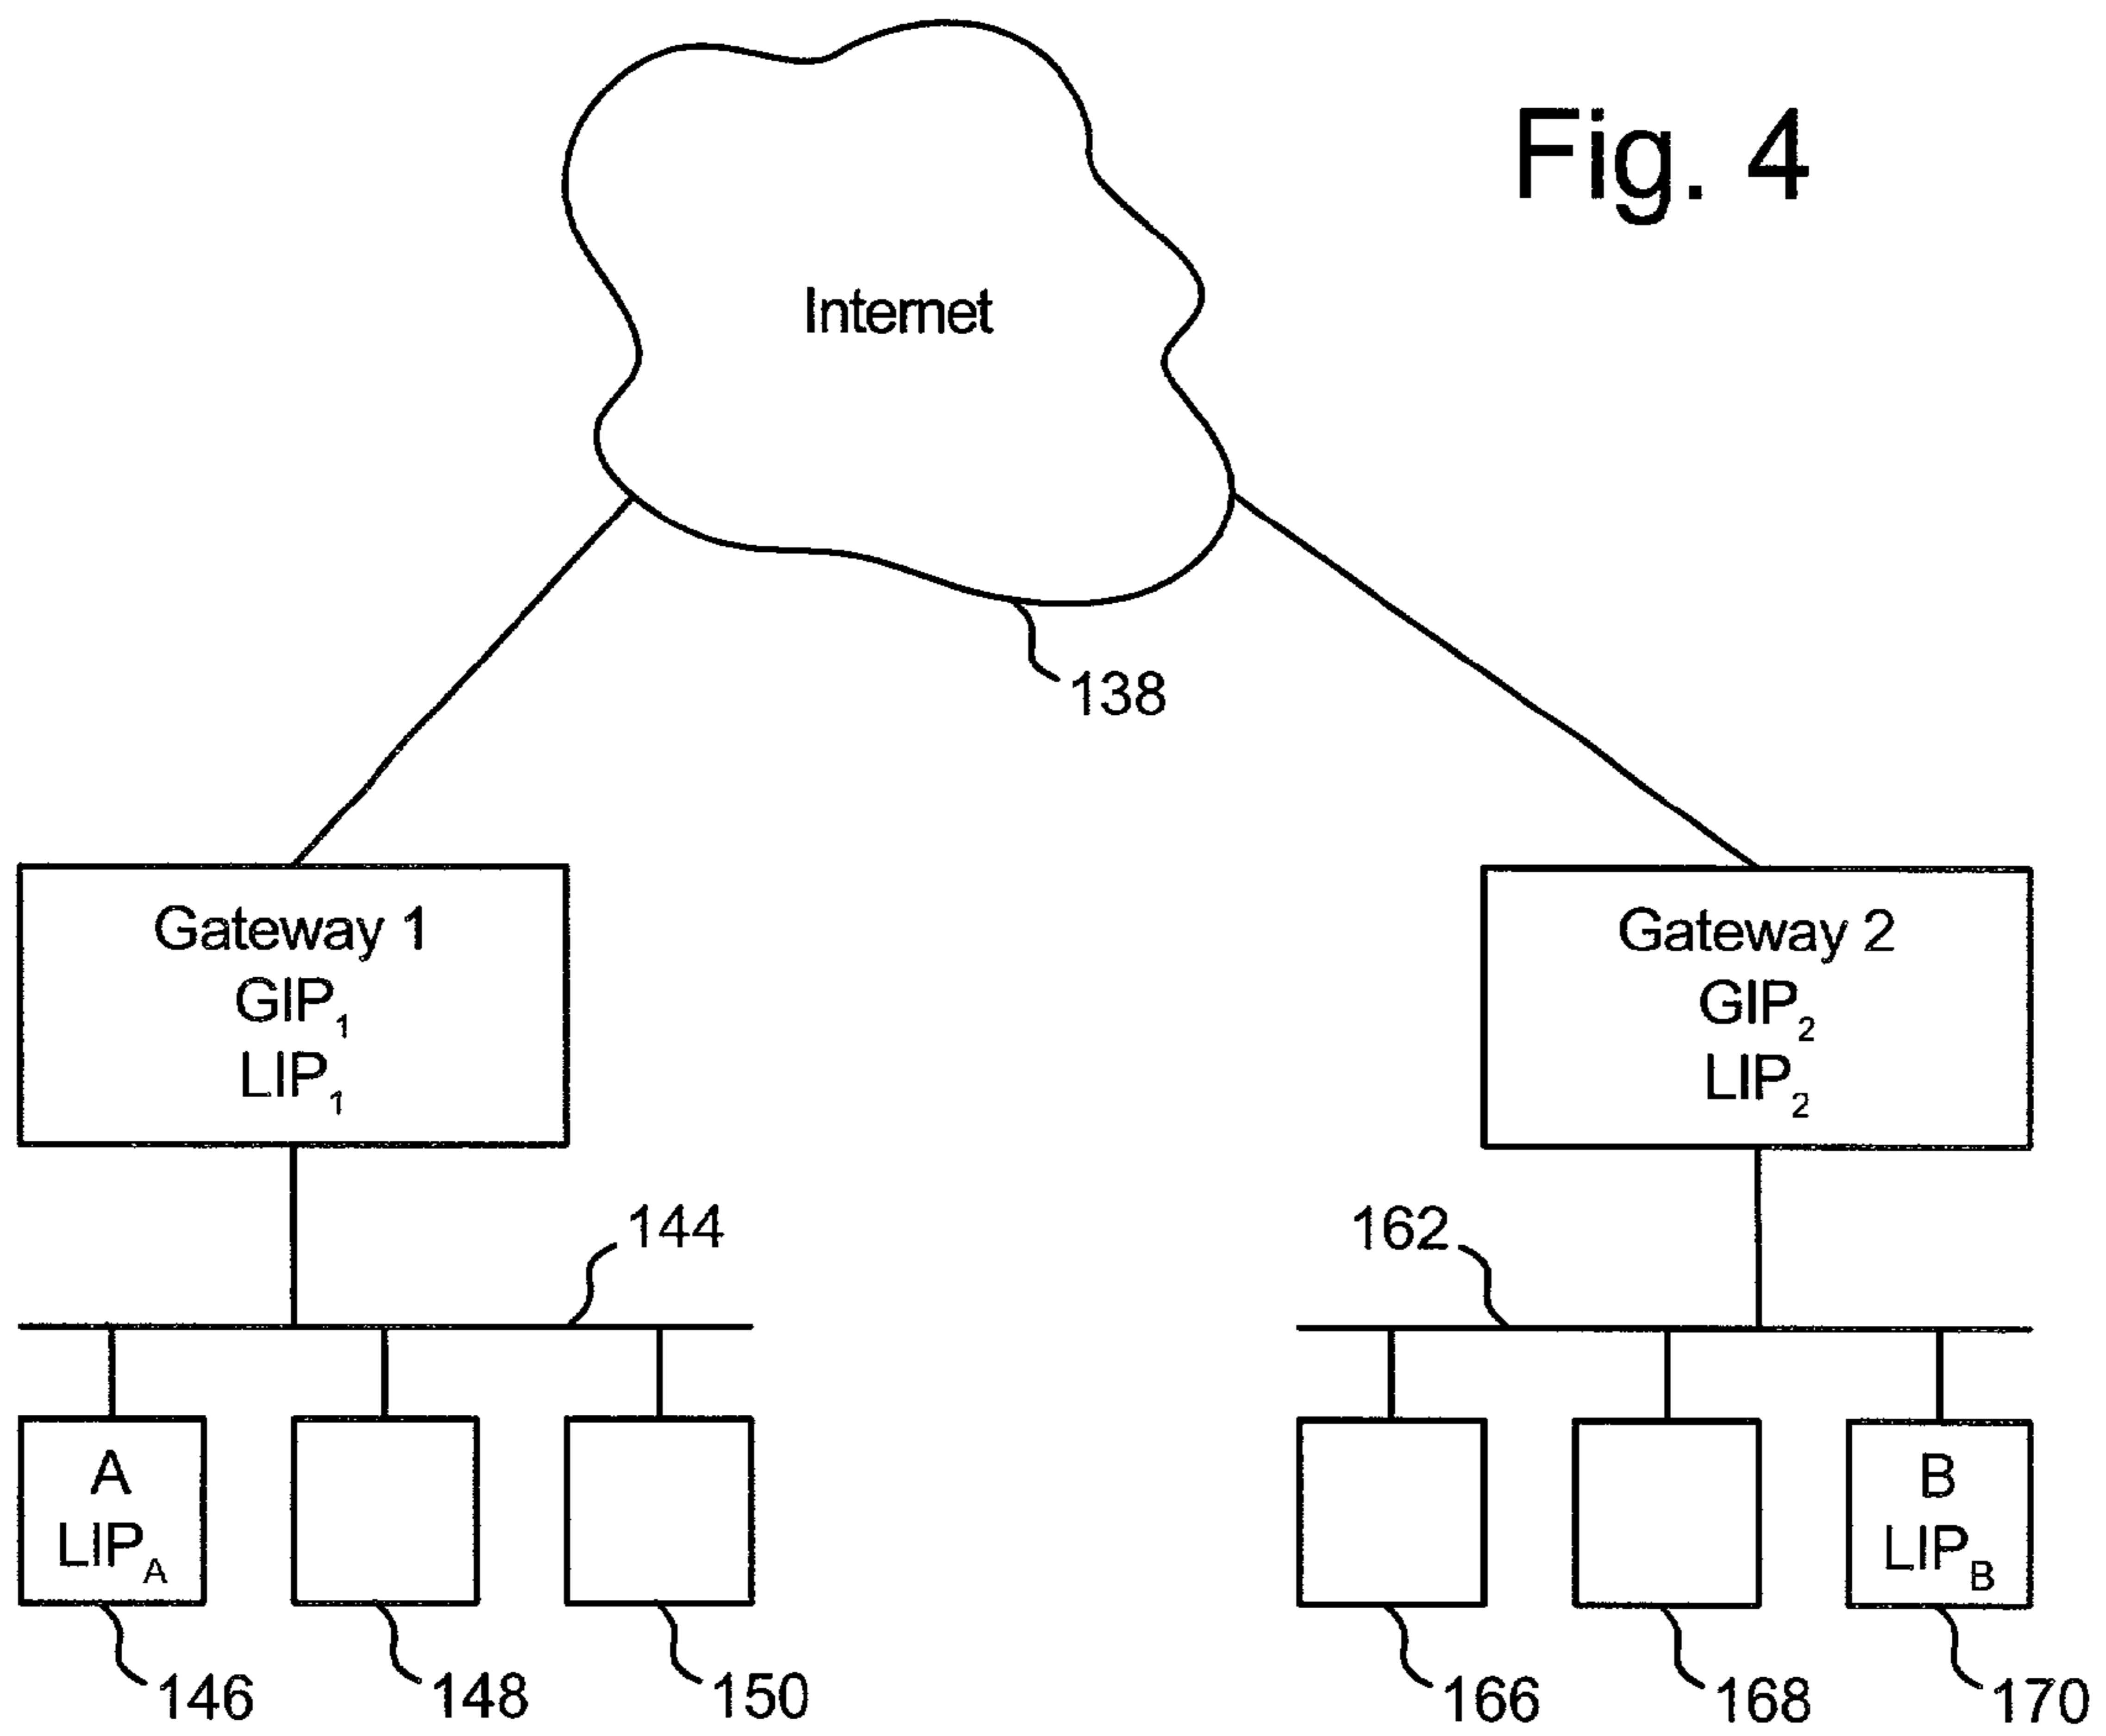 Fig. 4
Internet
138
Gateway 1
GIP1
LIP1
Gateway 2
GIP2
LIP2
144
162
A
LIPA
B
LIPB
146
148
150
166
168
170